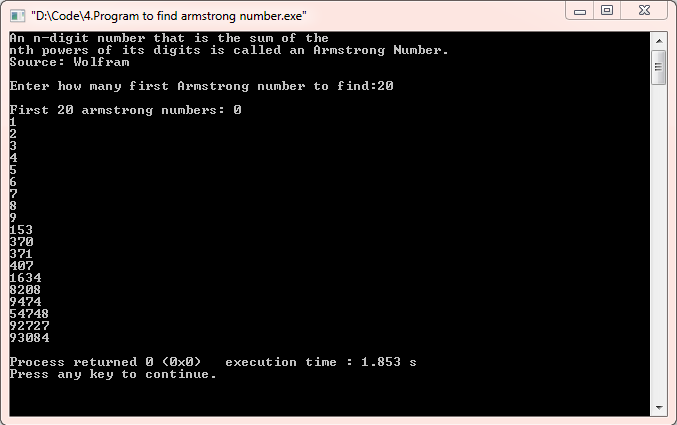 "D:\Code\4.Program to find armstrong number.exe"
An n-digit number that is the sum of the
nth powers of its digits is called an Armstrong Number.
Source: Wolfram
Enter how many first Armstrong number to find:20
First 20 armstrong numbers: 0
1
2
3
4
5
6
7
8
9
153
370
371
407
1634
8208
9474
54748
92727
93084
Process returned 0 (0x0)   execution time : 1.853 s
Press any key to continue.